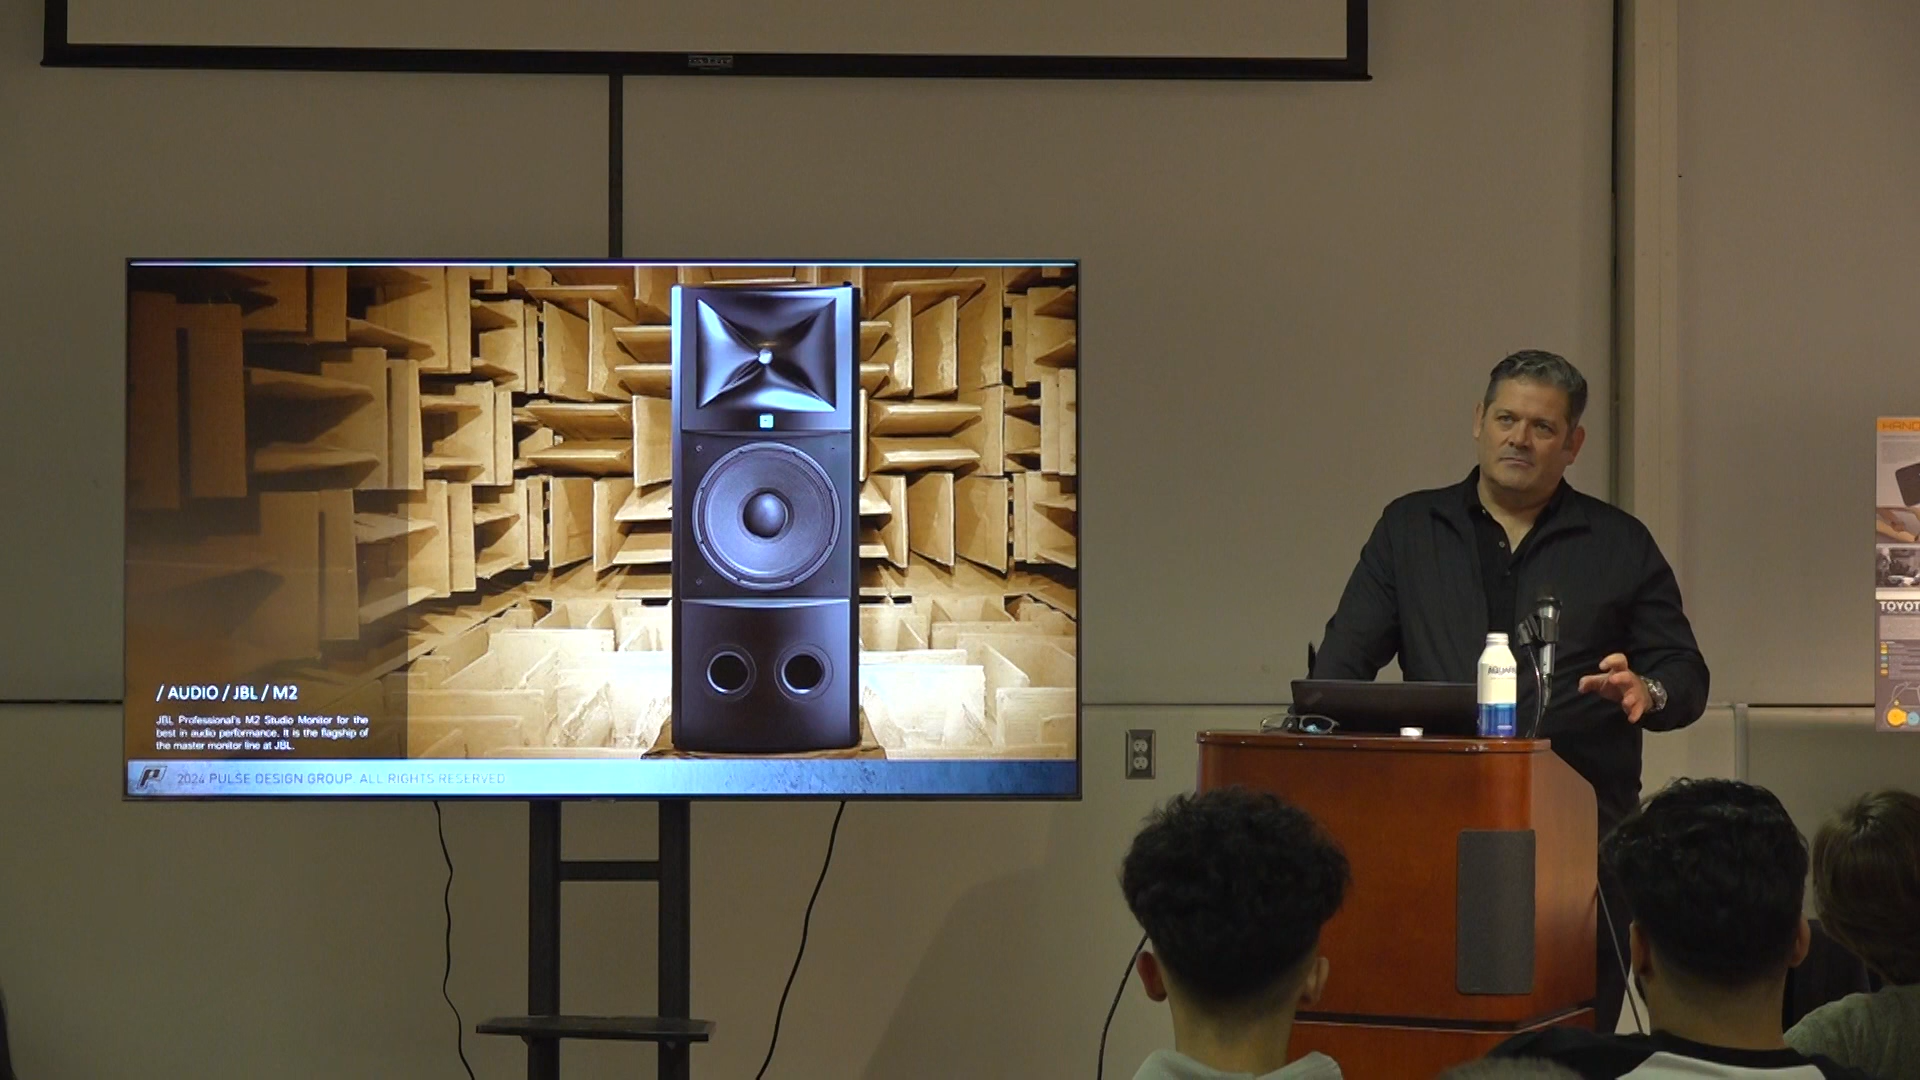 / AUDIO / JBL / M2
JBL Professional's M2 Studio Monitor for the
best in audio performance. It is the flagship of
the master monitor line at JBL.
P 2024 PULSE DESIGN GROUP. ALL RIGHTS RESERVED
HAND
TOYOT